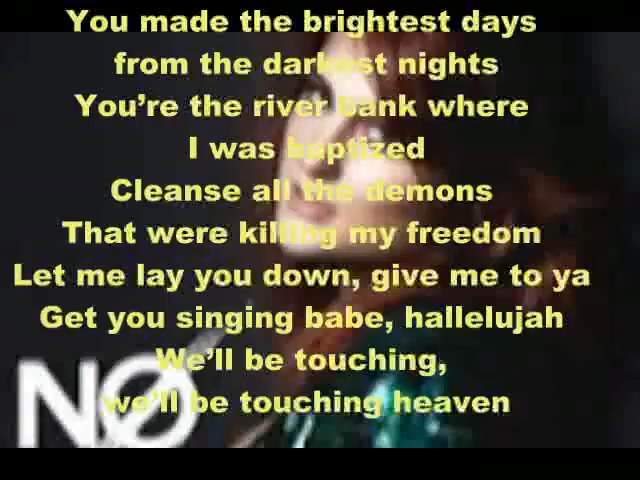 You made the brightest days
from the darkest nights
You’re the river bank where
I was baptized
Cleanse all the demons
That were killing my freedom
Let me lay you down, give me to ya
Get you singing babe, hallelujah
We’ll be touching,
we’ll be touching heaven
NO